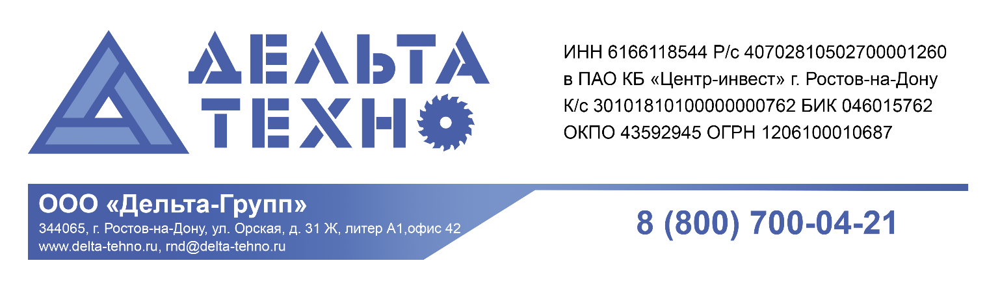 ДЕЛЬТА
ТЕХНО
ИНН 6166118544 Р/с 40702810502700001260
в ПАО КБ «Центр-инвест» г. Ростов-на-Дону
К/с 30101810100000000762 БИК 046015762
ОКПО 43592945 ОГРН 1206100010687
ООО «Дельта-Групп»
344065, г. Ростов-на-Дону, ул. Орская, д. 31 Ж, литер А1,офис 42
www.delta-tehno.ru, rnd@delta-tehno.ru
8 (800) 700-04-21